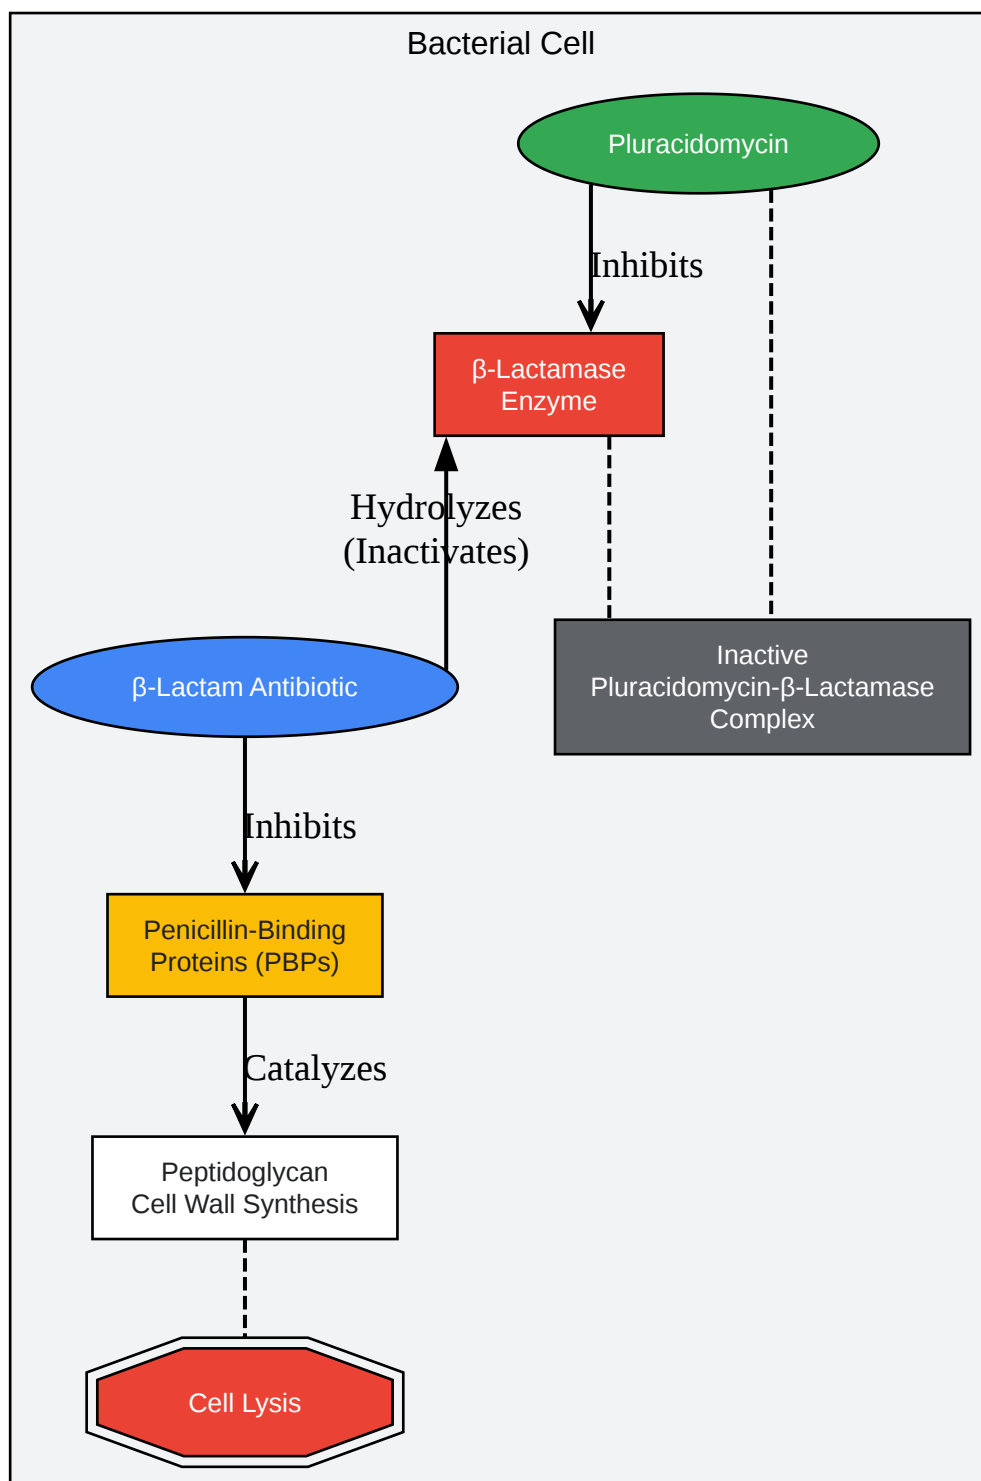 Bacterial Cell
Pluracidomycin
Inhibits
β-Lactamase
Enzyme
Hydrolyzes
(Inactivates)
β-Lactam Antibiotic
Inactive
Pluracidomycin-β-Lactamase
Complex
Inhibits
Penicillin-Binding
Proteins (PBPs)
Catalyzes
Peptidoglycan
Cell Wall Synthesis
Cell Lysis